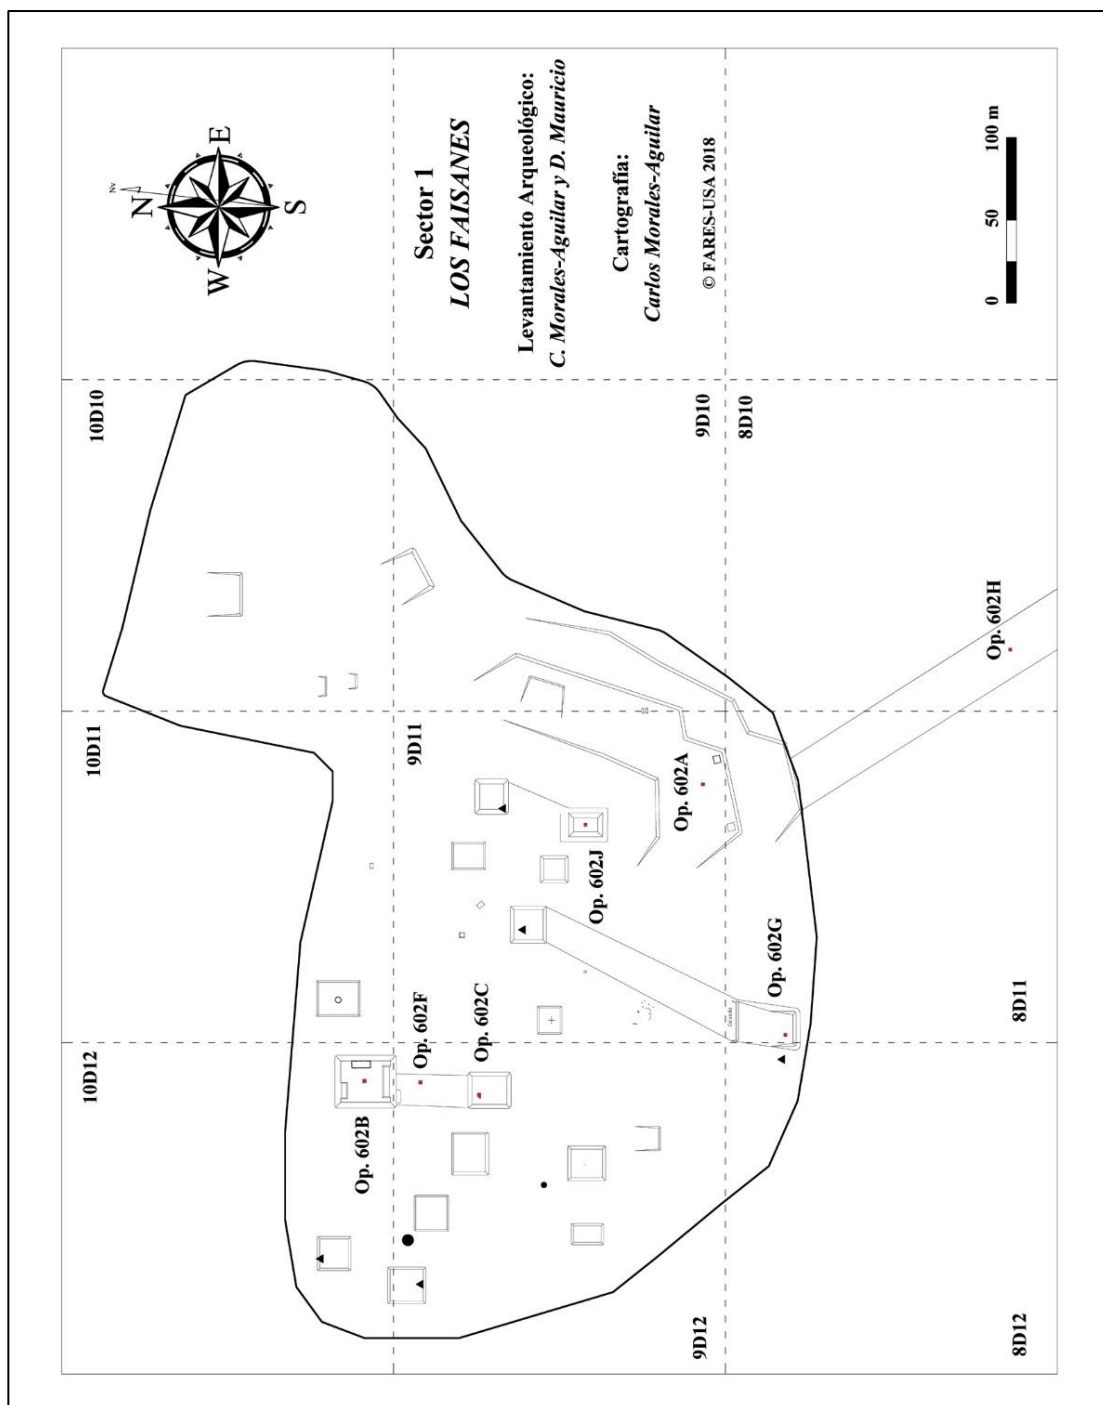 N
E
S
W
Nv
Sector 1
LOS FAISANES
Levantamiento Arqueológico:
C. Morales-Aguilar y D. Mauricio
Cartografía:
Carlos Morales-Aguilar
© FARES-USA 2018
0 50 100 m
10D12
10D11
10D10
9D12
9D11
9D10
8D12
8D11
8D10
Op. 602B
Op. 602F
Op. 602C
Op. 602J
Op. 602A
Op. 602G
Op. 602H